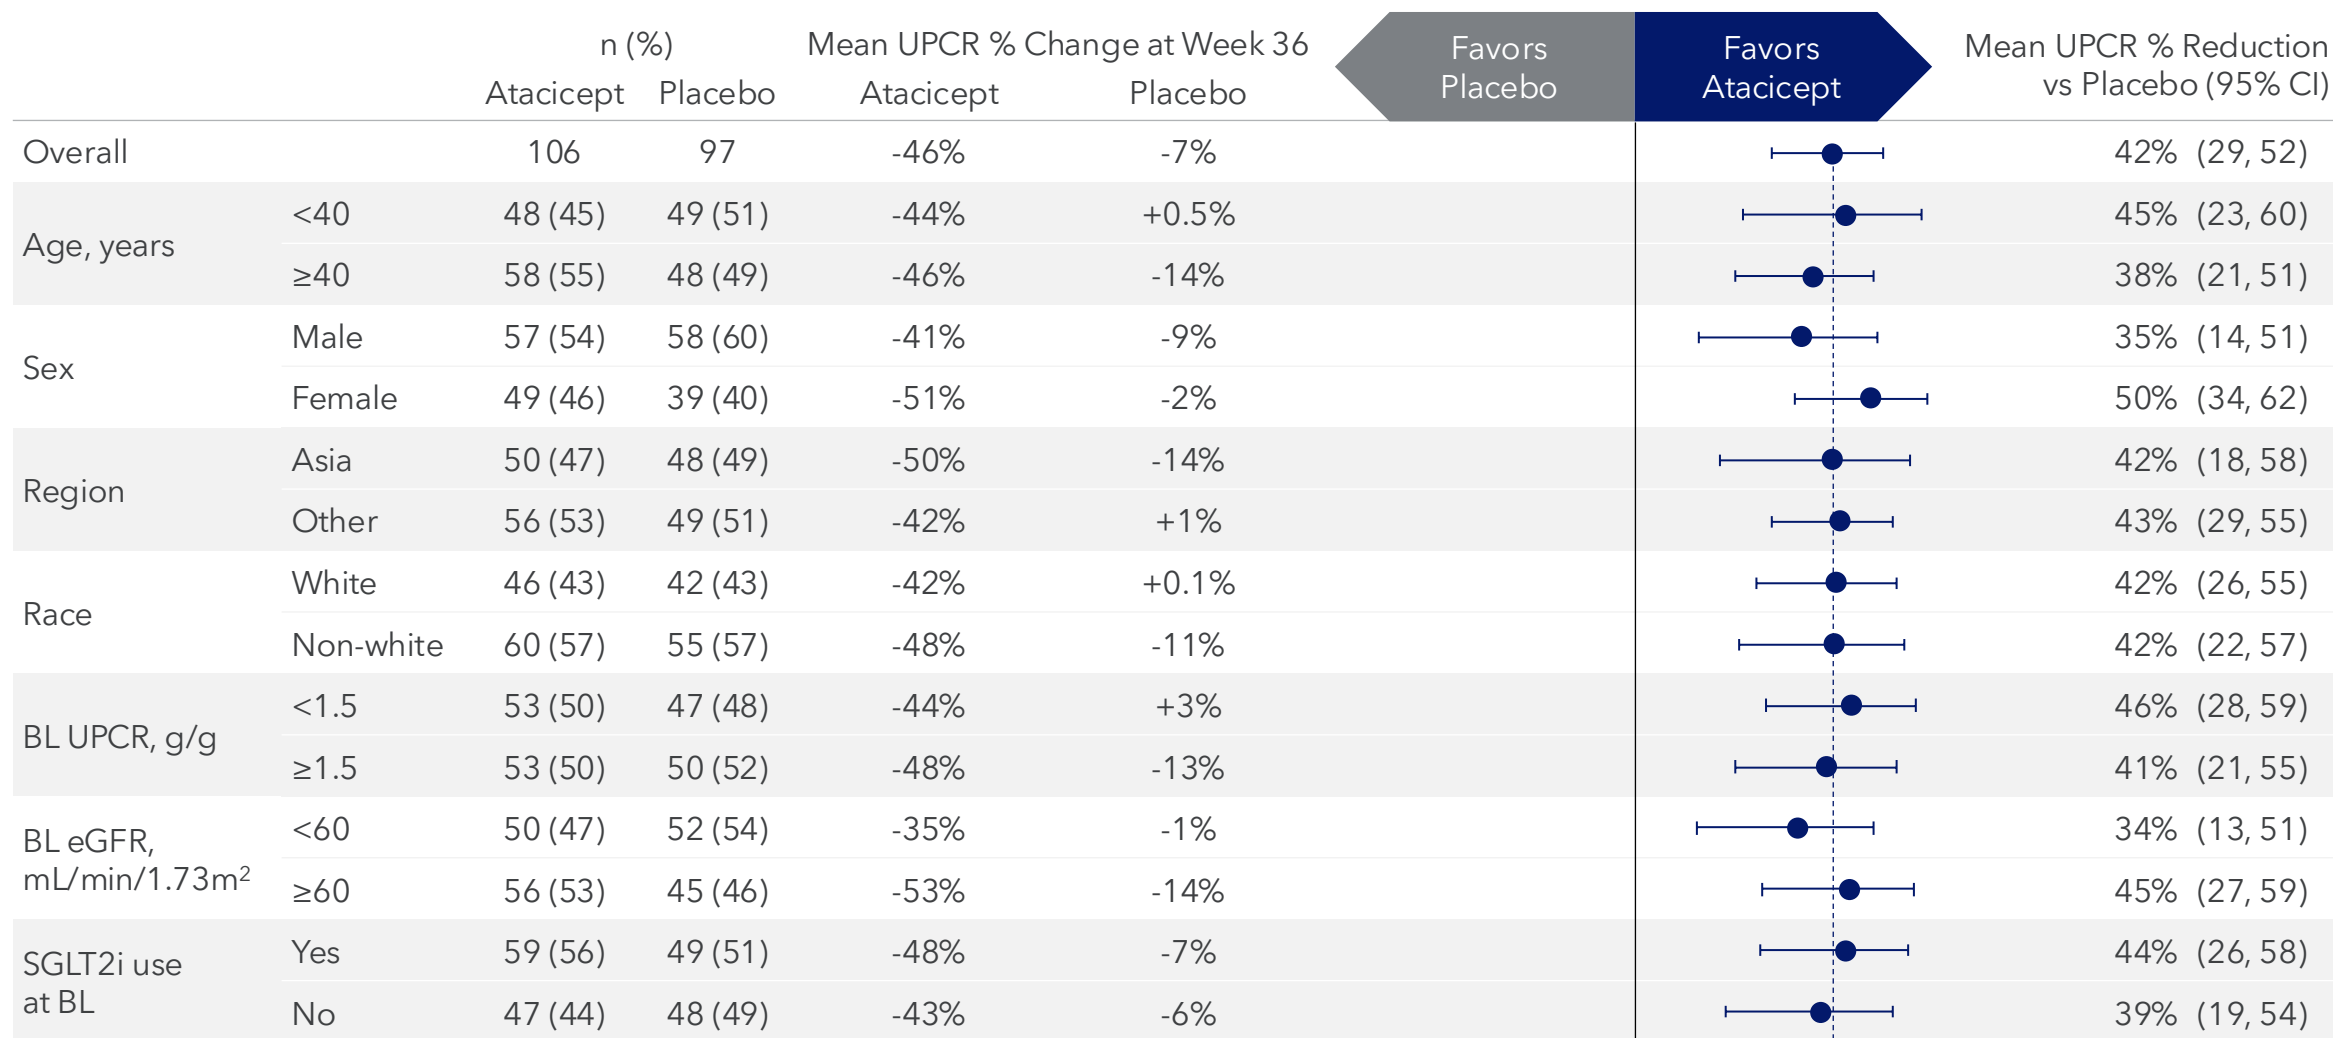 n (%) Mean UPCR % Change at Week 36 Favors Placebo Favors Atacicept Mean UPCR % Reduction vs Placebo (95% CI)
Atacicept Placebo Atacicept Placebo
Overall 106 97 -46% -7% 42% (29, 52)
Age, years
<40 48 (45) 49 (51) -44% +0.5% 45% (23, 60)
≥40 58 (55) 48 (49) -46% -14% 38% (21, 51)
Sex
Male 57 (54) 58 (60) -41% -9% 35% (14, 51)
Female 49 (46) 39 (40) -51% -2% 50% (34, 62)
Region
Asia 50 (47) 48 (49) -50% -14% 42% (18, 58)
Other 56 (53) 49 (51) -42% +1% 43% (29, 55)
Race
White 46 (43) 42 (43) -42% +0.1% 42% (26, 55)
Non-white 60 (57) 55 (57) -48% -11% 42% (22, 57)
BL UPCR, g/g
<1.5 53 (50) 47 (48) -44% +3% 46% (28, 59)
≥1.5 53 (50) 50 (52) -48% -13% 41% (21, 55)
BL eGFR,
mL/min/1.73m²
<60 50 (47) 52 (54) -35% -1% 34% (13, 51)
≥60 56 (53) 45 (46) -53% -14% 45% (27, 59)
SGLT2i use
at BL
Yes 59 (56) 49 (51) -48% -7% 44% (26, 58)
No 47 (44) 48 (49) -43% -6% 39% (19, 54)